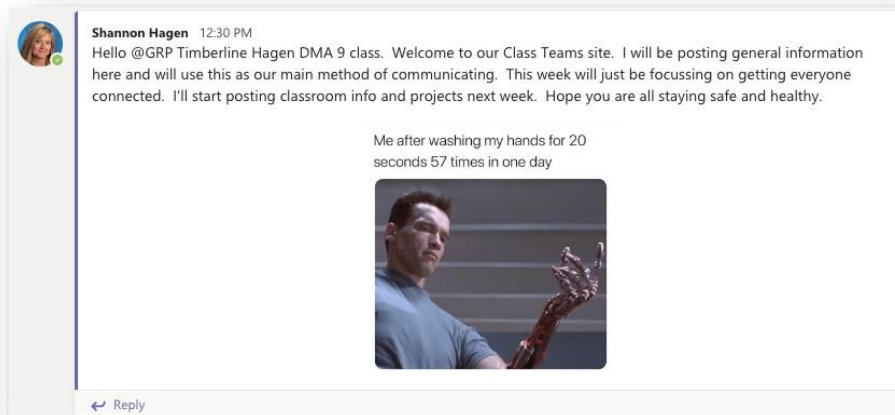 Shannon Hagen 12:30 PM
Hello @GRP Timberline Hagen DMA 9 class. Welcome to our Class Teams site. I will be posting general information
here and will use this as our main method of communicating. This week will just be focussing on getting everyone
connected. I'll start posting classroom info and projects next week. Hope you are all staying safe and healthy.
Me after washing my hands for 20
seconds 57 times in one day
Reply